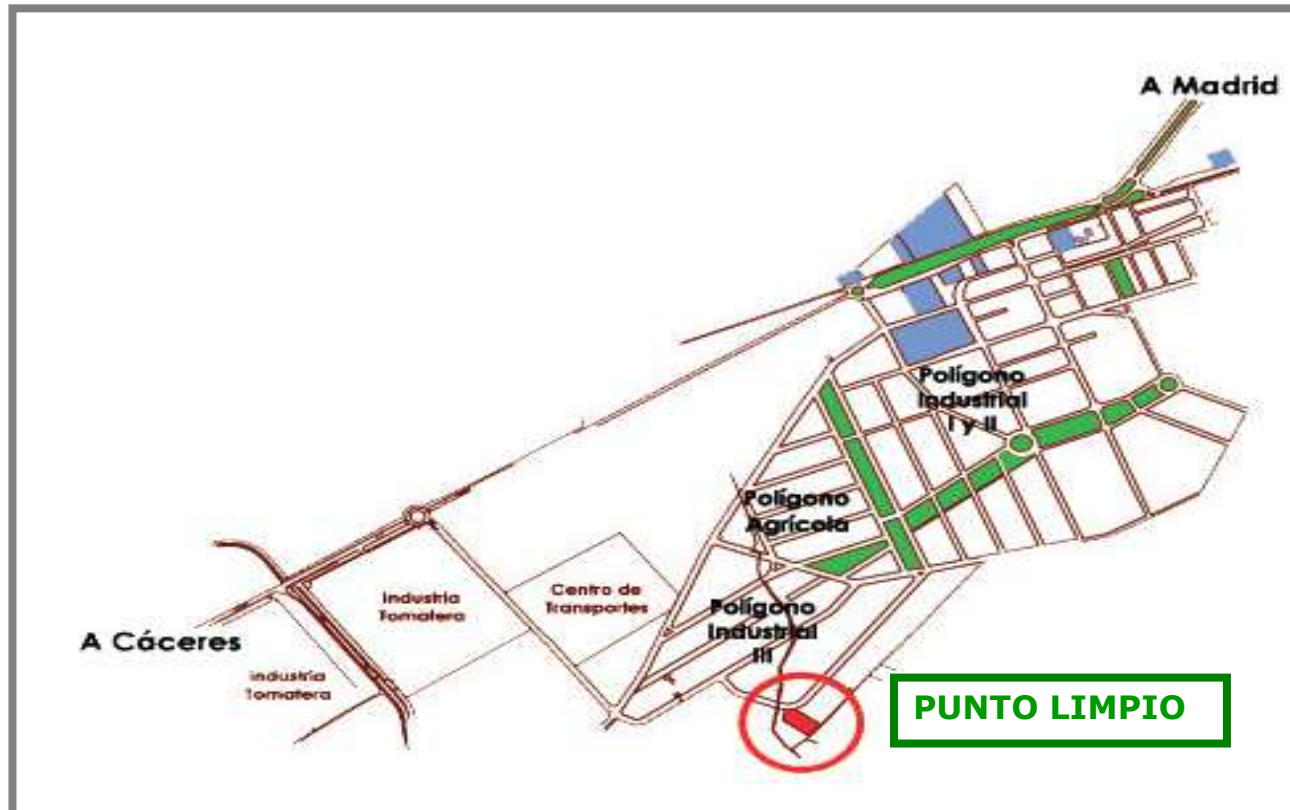 A Madrid
Polígono
Industrial
I y II
Polígono
Agrícola
Industria
Tomatera
Centro de
Transportes
Polígono
Industrial
III
A Cáceres
Industria
Tomatera
PUNTO LIMPIO